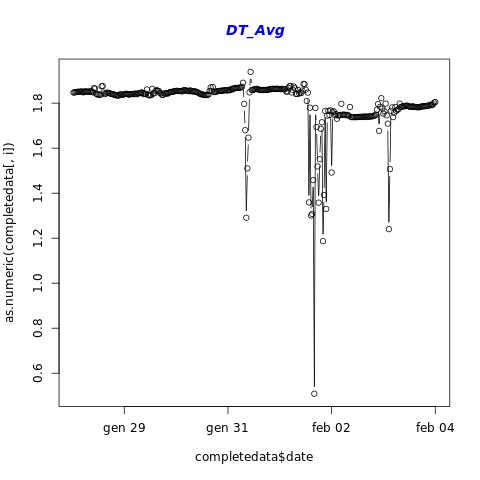 DT_Avg
as.numeric(completedata[, i])
1.8
1.6
1.4
1.2
1.0
0.8
0.6
gen 29
gen 31
feb 02
feb 04
completedata$date